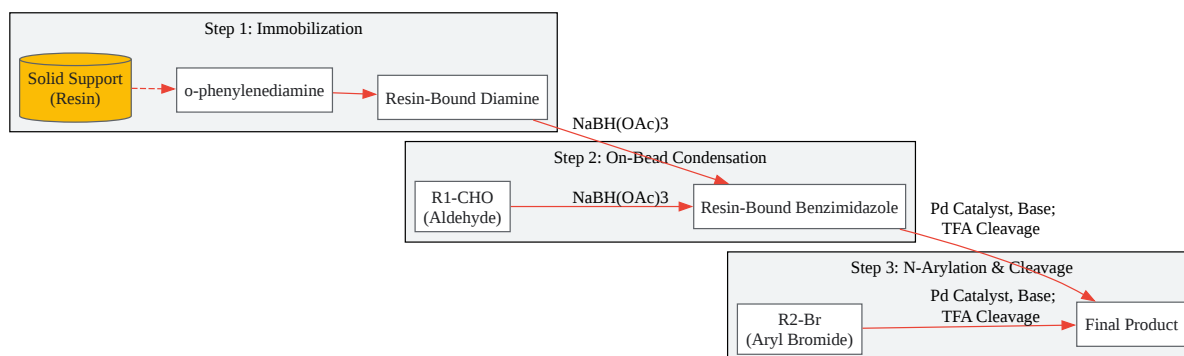 Step 1: Immobilization
Solid Support
(Resin)
o-phenylenediamine
Resin-Bound Diamine
NaBH(OAc)3
Step 2: On-Bead Condensation
R1-CHO
(Aldehyde)
NaBH(OAc)3
Resin-Bound Benzimidazole
Pd Catalyst, Base;
TFA Cleavage
Step 3: N-Arylation & Cleavage
R2-Br
(Aryl Bromide)
Pd Catalyst, Base;
TFA Cleavage
Final Product